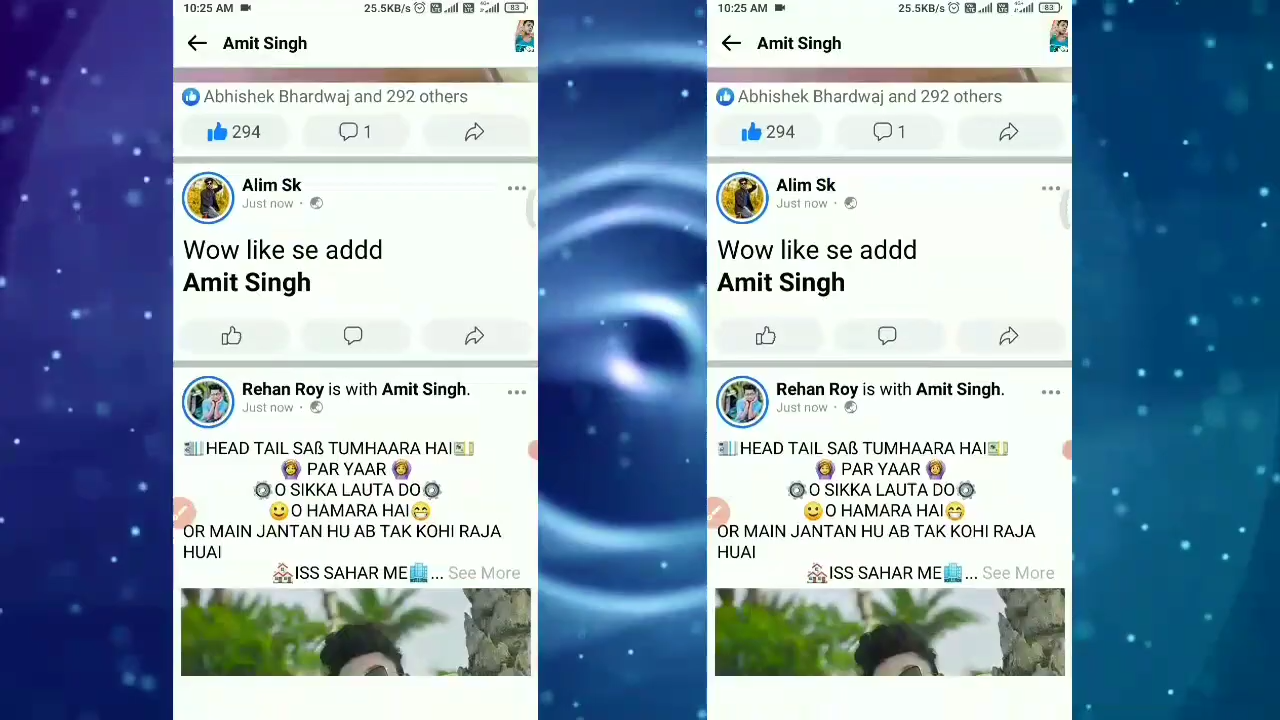 10:25 AM 25.5KB/s 83
Amit Singh
Abhishek Bhardwaj and 292 others
294 1
Alim Sk
Just now ·
Wow like se addd
Amit Singh
Rehan Roy is with Amit Singh.
Just now ·
HEAD TAIL SAß TUMHAARA HAI
PAR YAAR
O SIKKA LAUTA DO
O HAMARA HAI
OR MAIN JANTAN HU AB TAK KOHI RAJA
HUAI
ISS SAHAR ME... See More
10:25 AM 25.5KB/s 83
Amit Singh
Abhishek Bhardwaj and 292 others
294 1
Alim Sk
Just now ·
Wow like se addd
Amit Singh
Rehan Roy is with Amit Singh.
Just now ·
HEAD TAIL SAß TUMHAARA HAI
PAR YAAR
O SIKKA LAUTA DO
O HAMARA HAI
OR MAIN JANTAN HU AB TAK KOHI RAJA
HUAI
ISS SAHAR ME... See More